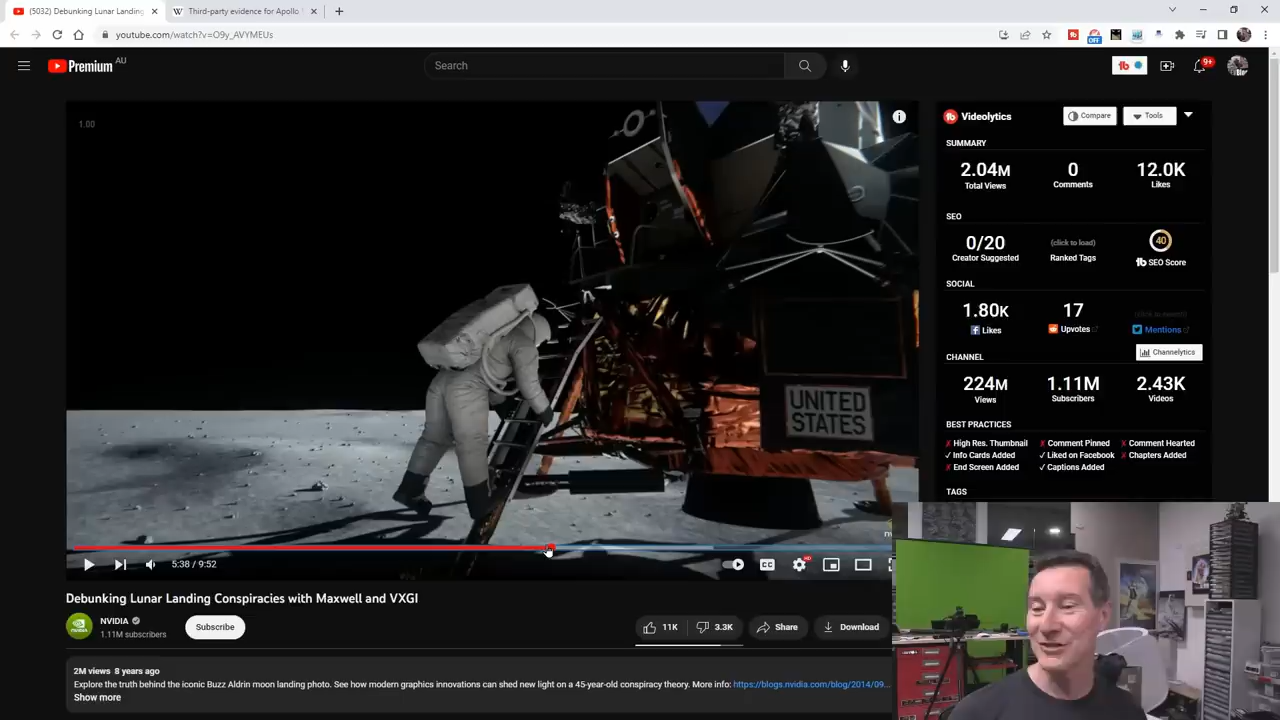 (5032) Debunking Lunar Landing
Third-party evidence for Apollo
youtube.com/watch?v=O9y_AVYMEUs
OFF
Premium AU
Search
tb
9+
1.00
UNITED
STATES
5:38 / 9:52
CC
HD
Debunking Lunar Landing Conspiracies with Maxwell and VXGI
NVIDIA
1.11M subscribers
Subscribe
11K
3.3K
Share
Download
2M views 8 years ago
Explore the truth behind the iconic Buzz Aldrin moon landing photo. See how modern graphics innovations can shed new light on a 45-year-old conspiracy theory. More info: https://blogs.nvidia.com/blog/2014/09...
Show more
tb Videolytics Compare Tools
SUMMARY
2.04M 0 12.0K
Total Views Comments Likes
SEO
0/20 (click to load) 40
Creator Suggested Ranked Tags tb SEO Score
SOCIAL
1.80K 17
Likes Upvotes Mentions
CHANNEL Channelytics
224M 1.11M 2.43K
Views Subscribers Videos
BEST PRACTICES
✗ High Res. Thumbnail ✗ Comment Pinned ✗ Comment Hearted
✓ Info Cards Added ✓ Liked on Facebook ✗ Chapters Added
✗ End Screen Added ✓ Captions Added
TAGS